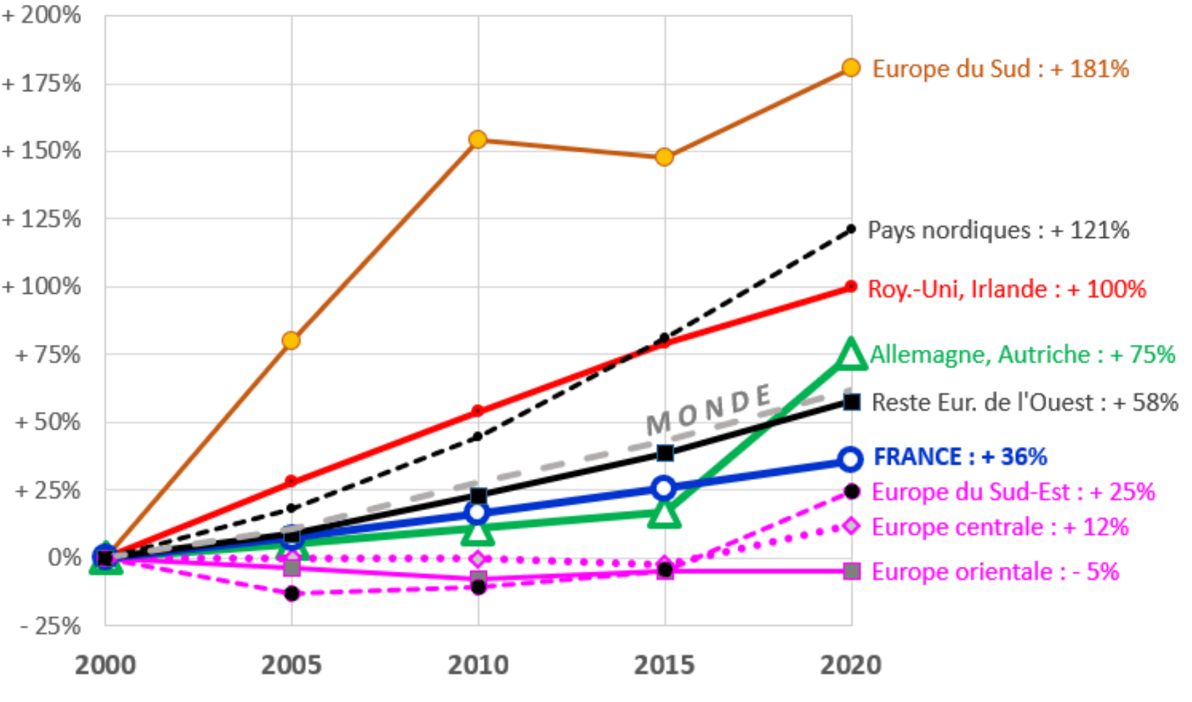 + 200%
+ 175%
+ 150%
+ 125%
+ 100%
+ 75%
+ 50%
+ 25%
0%
- 25%
2000 2005 2010 2015 2020
MONDE
Europe du Sud : + 181%
Pays nordiques : + 121%
Roy.-Uni, Irlande : + 100%
Allemagne, Autriche : + 75%
Reste Eur. de l'Ouest : + 58%
FRANCE : + 36%
Europe du Sud-Est : + 25%
Europe centrale : + 12%
Europe orientale : - 5%